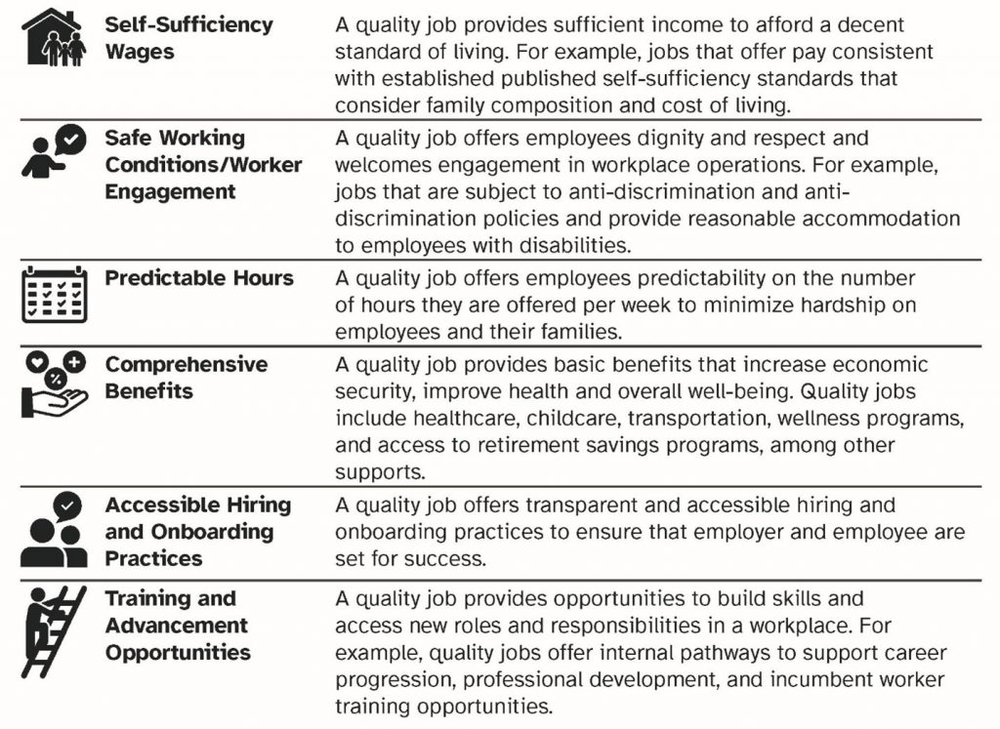 Self-Sufficiency
Wages
A quality job provides sufficient income to afford a decent
standard of living. For example, jobs that offer pay consistent
with established published self-sufficiency standards that
consider family composition and cost of living.
Safe Working
Conditions/Worker
Engagement
A quality job offers employees dignity and respect and
welcomes engagement in workplace operations. For example,
jobs that are subject to anti-discrimination and anti-
discrimination policies and provide reasonable accommodation
to employees with disabilities.
Predictable Hours
A quality job offers employees predictability on the number
of hours they are offered per week to minimize hardship on
employees and their families.
Comprehensive
Benefits
A quality job provides basic benefits that increase economic
security, improve health and overall well-being. Quality jobs
include healthcare, childcare, transportation, wellness programs,
and access to retirement savings programs, among other
supports.
Accessible Hiring
and Onboarding
Practices
A quality job offers transparent and accessible hiring and
onboarding practices to ensure that employer and employee are
set for success.
Training and
Advancement
Opportunities
A quality job provides opportunities to build skills and
access new roles and responsibilities in a workplace. For
example, quality jobs offer internal pathways to support career
progression, professional development, and incumbent worker
training opportunities.